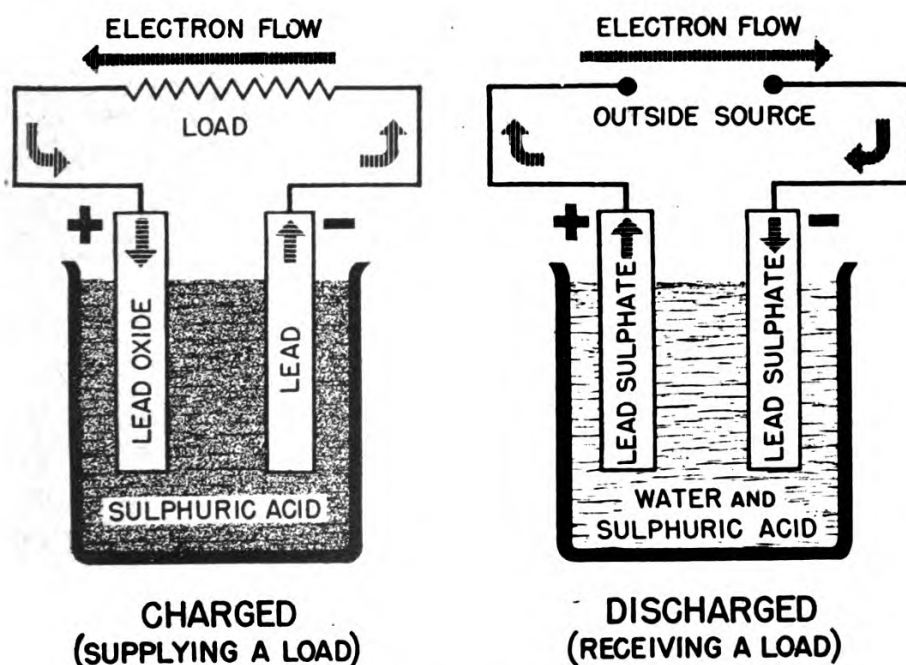 ELECTRON FLOW
LOAD
+
-
LEAD OXIDE
LEAD
SULPHURIC ACID
CHARGED
(SUPPLYING A LOAD)
ELECTRON FLOW
OUTSIDE SOURCE
+
-
LEAD SULPHATE
LEAD SULPHATE
WATER AND
SULPHURIC ACID
DISCHARGED
(RECEIVING A LOAD)